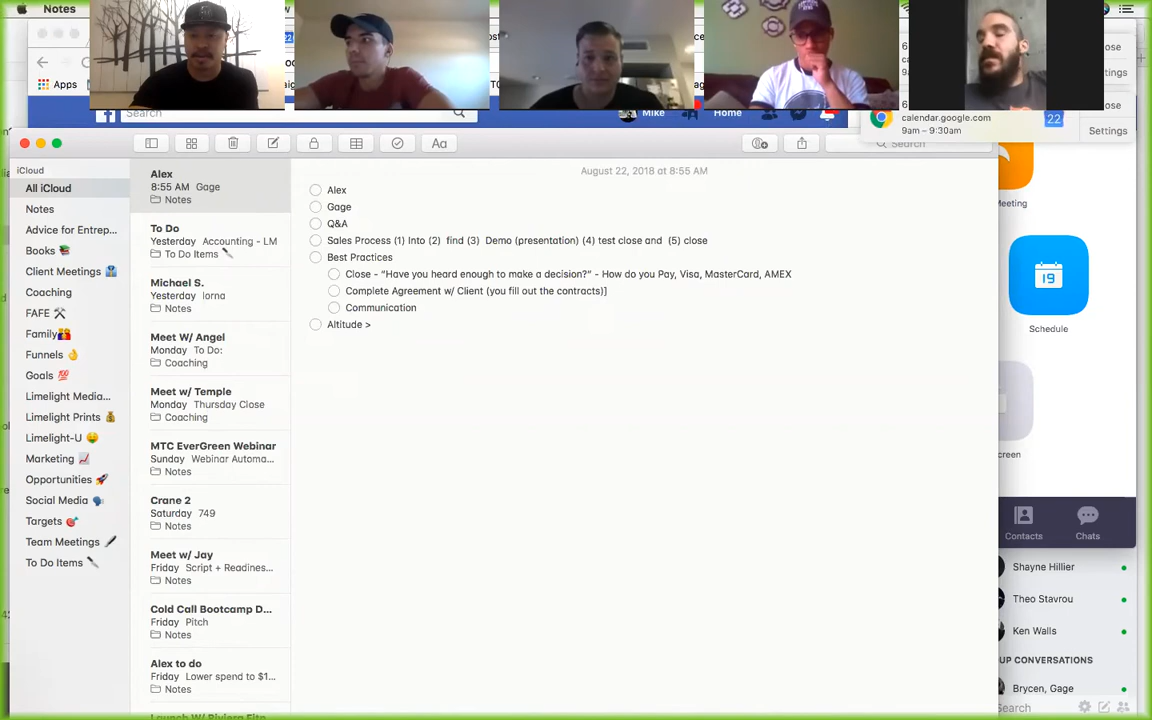 Notes
22
Apps
Search
Mike
Home
ose
ttings
ose
calendar.google.com
9am – 9:30am
22
Settings
Aa
Search
iCloud
All iCloud
Notes
Advice for Entrep...
Books
Client Meetings
Coaching
FAFE
Family
Funnels
Goals 💯
Limelight Media...
Limelight Prints
Limelight-U
Marketing
Opportunities
Social Media
Targets
Team Meetings
To Do Items
Alex
8:55 AM Gage
Notes
To Do
Yesterday Accounting - LM
To Do Items
Michael S.
Yesterday lorna
Notes
Meet W/ Angel
Monday To Do:
Coaching
Meet w/ Temple
Monday Thursday Close
Coaching
MTC EverGreen Webinar
Sunday Webinar Automa...
Notes
Crane 2
Saturday 749
Notes
Meet w/ Jay
Friday Script + Readines...
Notes
Cold Call Bootcamp D...
Friday Pitch
Notes
Alex to do
Friday Lower spend to $1...
Notes
August 22, 2018 at 8:55 AM
Alex
Gage
Q&A
Sales Process (1) Into (2) find (3) Demo (presentation) (4) test close and (5) close
Best Practices
Close - “Have you heard enough to make a decision?” - How do you Pay, Visa, MasterCard, AMEX
Complete Agreement w/ Client (you fill out the contracts)]
Communication
Altitude >
Meeting
19
Schedule
creen
Contacts
Chats
Shayne Hillier
Theo Stavrou
Ken Walls
UP CONVERSATIONS
Brycen, Gage
Search